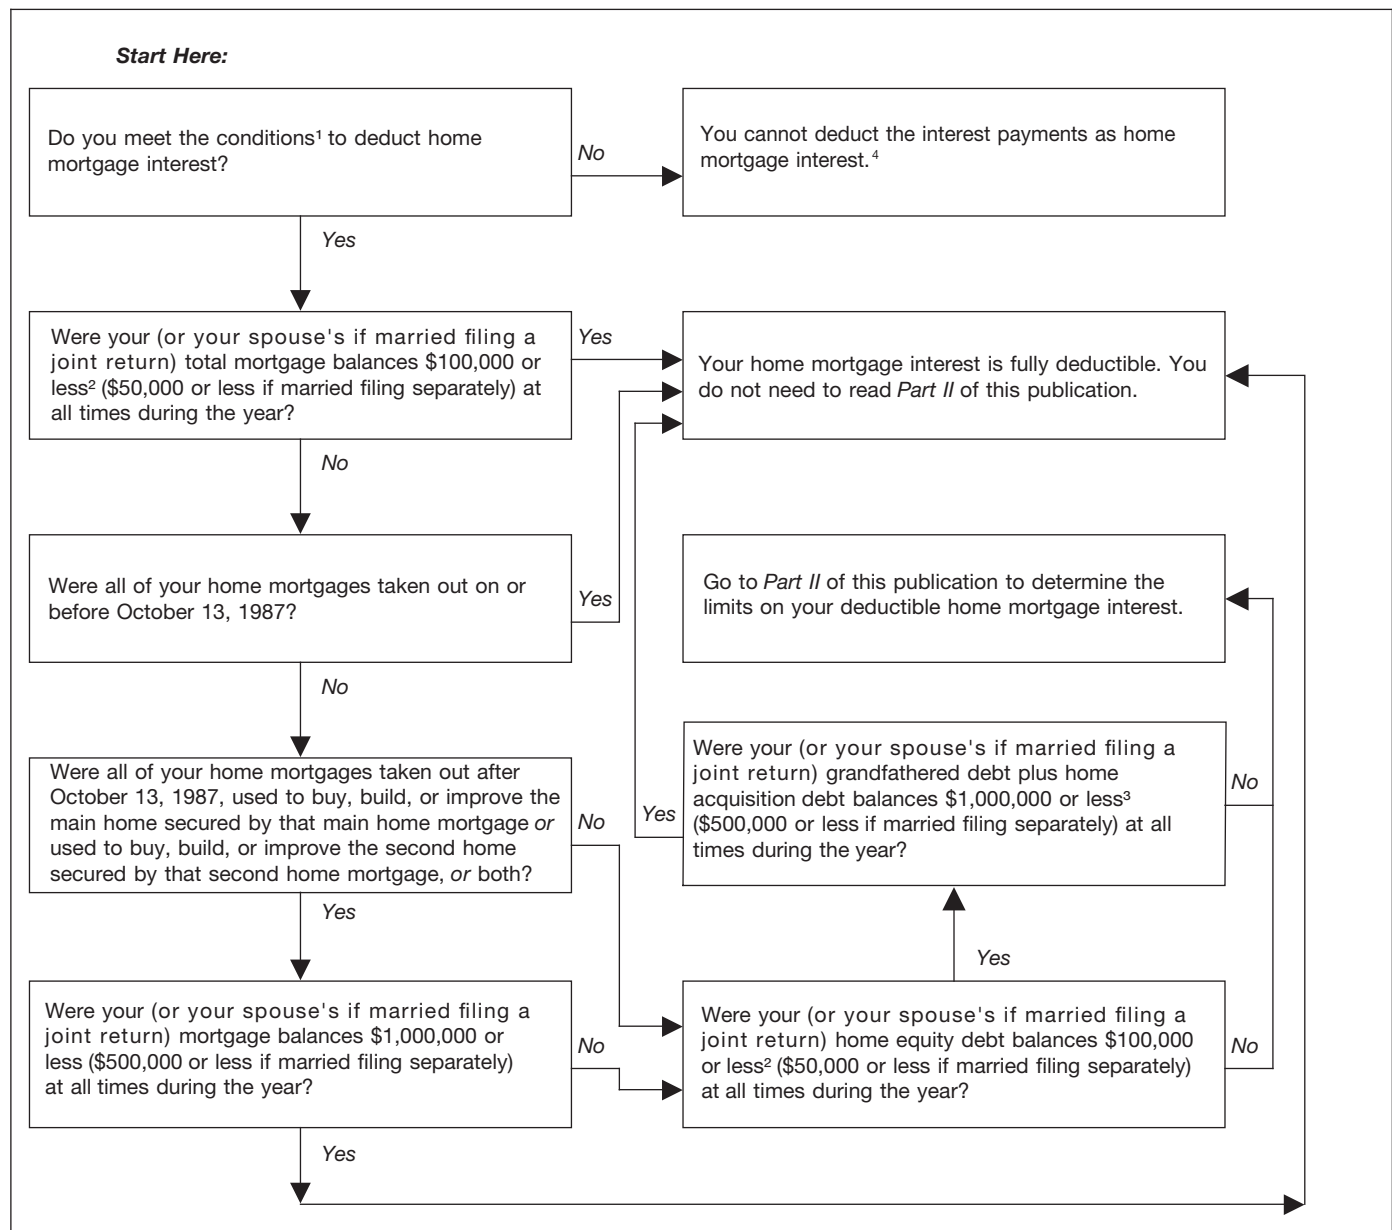 Start Here:
Do you meet the conditions¹ to deduct home
mortgage interest?
No
You cannot deduct the interest payments as home
mortgage interest.⁴
Yes
Were your (or your spouse's if married filing a
joint return) total mortgage balances $100,000 or
less² ($50,000 or less if married filing separately) at
all times during the year?
Yes
Your home mortgage interest is fully deductible. You
do not need to read Part II of this publication.
No
Were all of your home mortgages taken out on or
before October 13, 1987?
Yes
Go to Part II of this publication to determine the
limits on your deductible home mortgage interest.
No
Were all of your home mortgages taken out after
October 13, 1987, used to buy, build, or improve the
main home secured by that main home mortgage or
used to buy, build, or improve the second home
secured by that second home mortgage, or both?
No
Yes
Were your (or your spouse's if married filing a
joint return) grandfathered debt plus home
acquisition debt balances $1,000,000 or less³
($500,000 or less if married filing separately) at all
times during the year?
No
Yes
Yes
Were your (or your spouse's if married filing a
joint return) mortgage balances $1,000,000 or
less ($500,000 or less if married filing separately)
at all times during the year?
No
Were your (or your spouse's if married filing a
joint return) home equity debt balances $100,000
or less² ($50,000 or less if married filing separately)
at all times during the year?
No
Yes